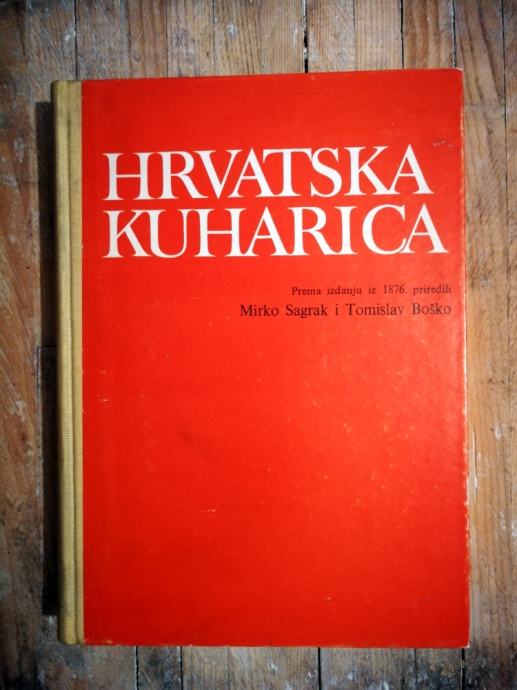 HRVATSKA
KUHARICA
Prema izdanju iz 1876. priredili
Mirko Sagrak i Tomislav Boško